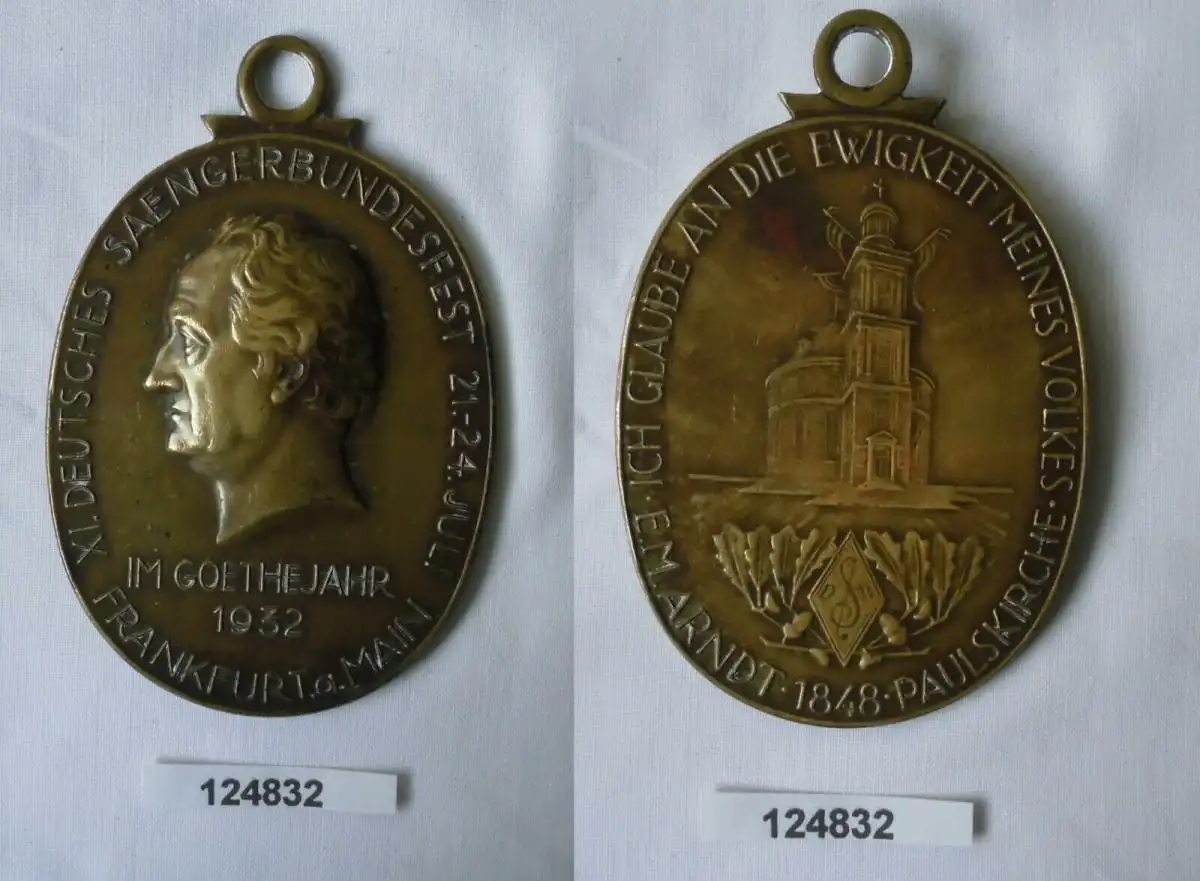 XI. DEUTSCHES SAENGERBUNDESFEST 21.-24. JULI
IM GOETHEJAHR
1932
FRANKFURT a. MAIN
124832
ICH GLAUBE AN DIE EWIGKEIT MEINES VOLKES ·
E.M. ARNDT · 1848 · PAULSKIRCHE ·
D S B
124832